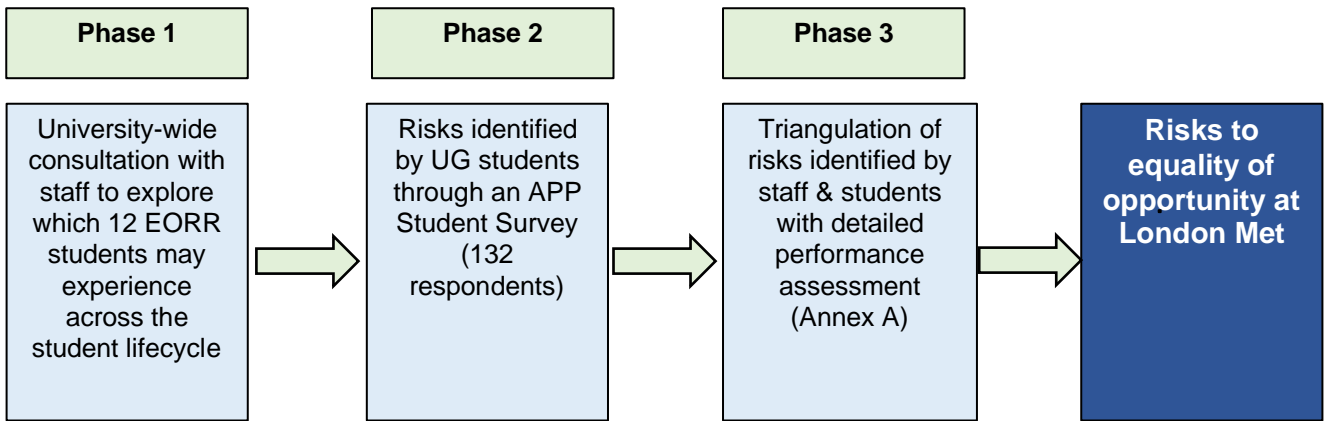 Phase 1
Phase 2
Phase 3
University-wide
consultation with
staff to explore
which 12 EORR
students may
experience
across the
student lifecycle
Risks identified
by UG students
through an APP
Student Survey
(132
respondents)
Triangulation of
risks identified by
staff & students
with detailed
performance
assessment
(Annex A)
Risks to
equality of
opportunity at
London Met